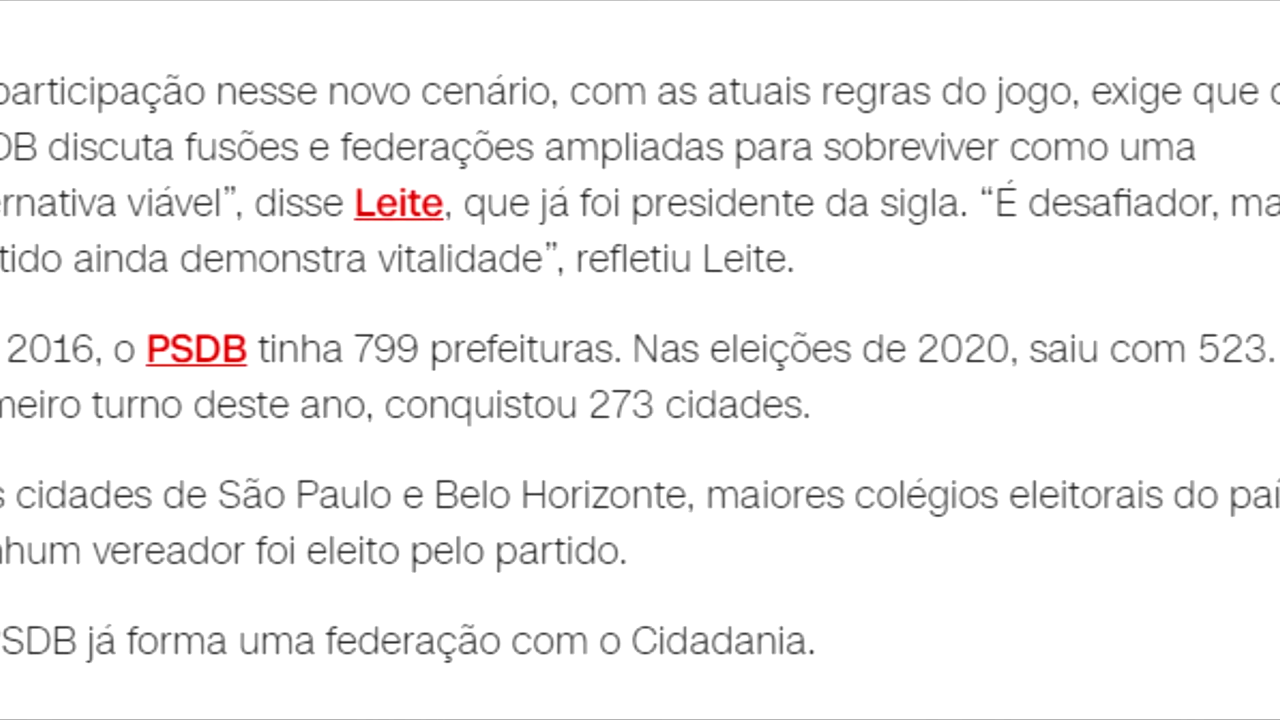 participação nesse novo cenário, com as atuais regras do jogo, exige que
DB discuta fusões e federações ampliadas para sobreviver como uma
ernativa viável”, disse Leite, que já foi presidente da sigla. “É desafiador, ma
tido ainda demonstra vitalidade”, refletiu Leite.
2016, o PSDB tinha 799 prefeituras. Nas eleições de 2020, saiu com 523.
meiro turno deste ano, conquistou 273 cidades.
s cidades de São Paulo e Belo Horizonte, maiores colégios eleitorais do paí
nhum vereador foi eleito pelo partido.
PSDB já forma uma federação com o Cidadania.